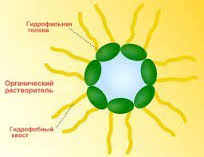 Гидрофильная
голова
Органический
растворитель
Гидрофобный
хвост